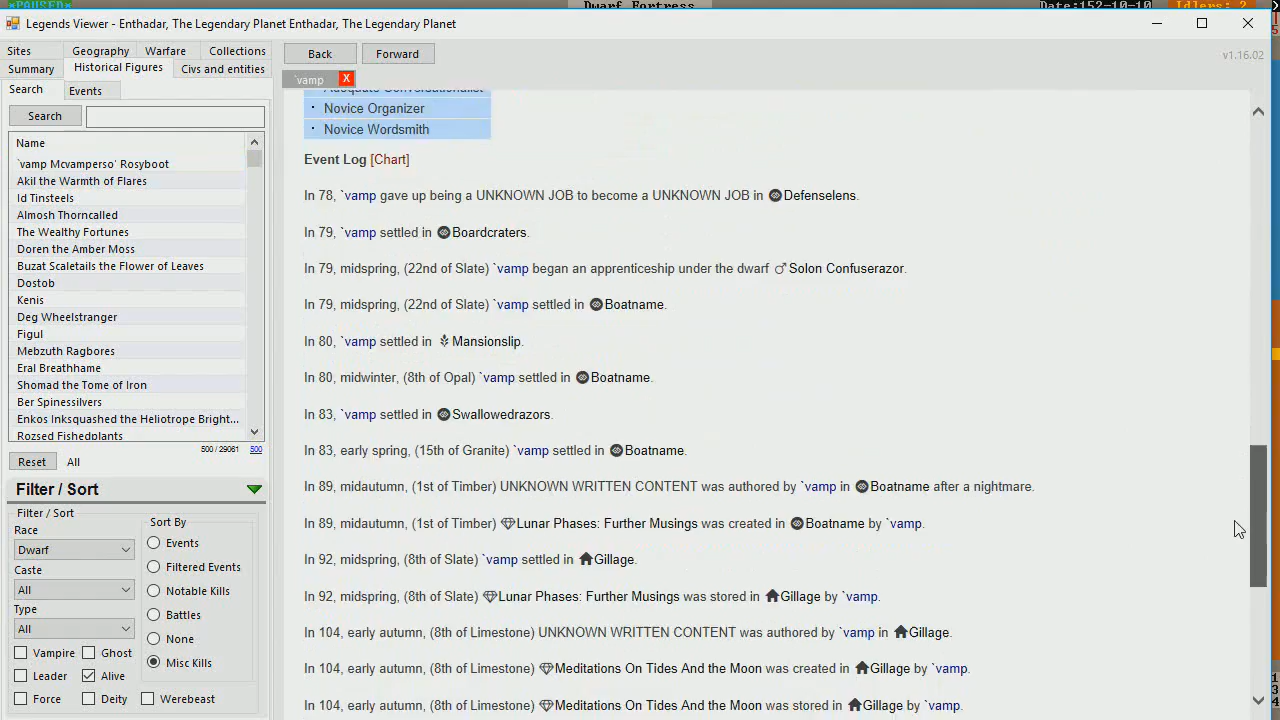 *PAUSED*
Dwarf Fortress
Date:152-10-10
Idlers: 2
Legends Viewer - Enthadar, The Legendary Planet Enthadar, The Legendary Planet
Sites
Geography
Warfare
Collections
Summary
Historical Figures
Civs and entities
Back
Forward
v1.16.02
`vamp
X
Search
Events
Search
Name
`vamp Mcvamperso' Rosyboot
Akil the Warmth of Flares
Id Tinsteels
Almosh Thorncalled
The Wealthy Fortunes
Doren the Amber Moss
Buzat Scaletails the Flower of Leaves
Dostob
Kenis
Deg Wheelstranger
Figul
Mebzuth Ragbores
Eral Breathhame
Shomad the Tome of Iron
Ber Spinessilvers
Enkos Inksquashed the Heliotrope Bright...
Rozsed Fishedplants
500 / 29061
500
Reset
All
Filter / Sort
Filter / Sort
Race
Dwarf
Caste
All
Type
All
Vampire
Ghost
Leader
Alive
Force
Deity
Werebeast
Sort By
Events
Filtered Events
Notable Kills
Battles
None
Misc Kills
Adequate Conversationalist
· Novice Organizer
· Novice Wordsmith
Event Log [Chart]
In 78, `vamp gave up being a UNKNOWN JOB to become a UNKNOWN JOB in Defenselens.
In 79, `vamp settled in Boardcraters.
In 79, midspring, (22nd of Slate) `vamp began an apprenticeship under the dwarf ♂Solon Confuserazor.
In 79, midspring, (22nd of Slate) `vamp settled in Boatname.
In 80, `vamp settled in Mansionslip.
In 80, midwinter, (8th of Opal) `vamp settled in Boatname.
In 83, `vamp settled in Swallowedrazors.
In 83, early spring, (15th of Granite) `vamp settled in Boatname.
In 89, midautumn, (1st of Timber) UNKNOWN WRITTEN CONTENT was authored by `vamp in Boatname after a nightmare.
In 89, midautumn, (1st of Timber) Lunar Phases: Further Musings was created in Boatname by `vamp.
In 92, midspring, (8th of Slate) `vamp settled in Gillage.
In 92, midspring, (8th of Slate) Lunar Phases: Further Musings was stored in Gillage by `vamp.
In 104, early autumn, (8th of Limestone) UNKNOWN WRITTEN CONTENT was authored by `vamp in Gillage.
In 104, early autumn, (8th of Limestone) Meditations On Tides And the Moon was created in Gillage by `vamp.
In 104, early autumn, (8th of Limestone) Meditations On Tides And the Moon was stored in Gillage by `vamp.